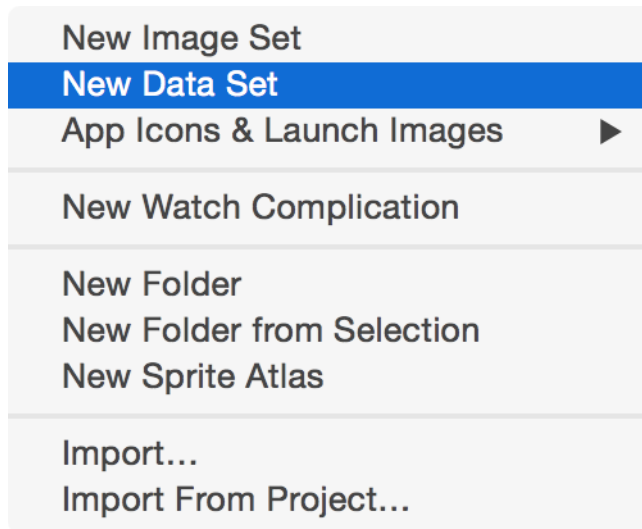 New Image Set
New Data Set
App Icons & Launch Images
New Watch Complication
New Folder
New Folder from Selection
New Sprite Atlas
Import...
Import From Project...